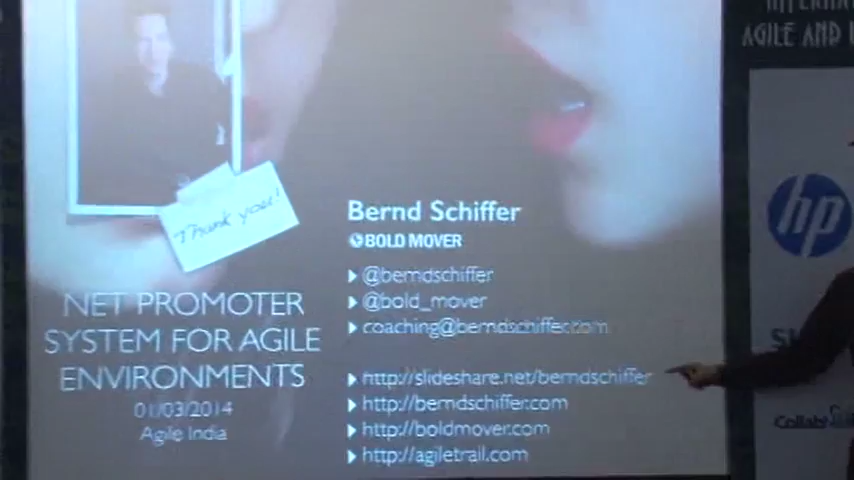 AGILE AND
hp
Thank you!
Bernd Schiffer
BOLD MOVER
@berndschiffer
@bold_mover
coaching@berndschiffer.com
NET PROMOTER
SYSTEM FOR AGILE
ENVIRONMENTS
01/03/2014
Agile India
http://slideshare.net/berndschiffer
http://berndschiffer.com
http://boldmover.com
http://agiletrail.com